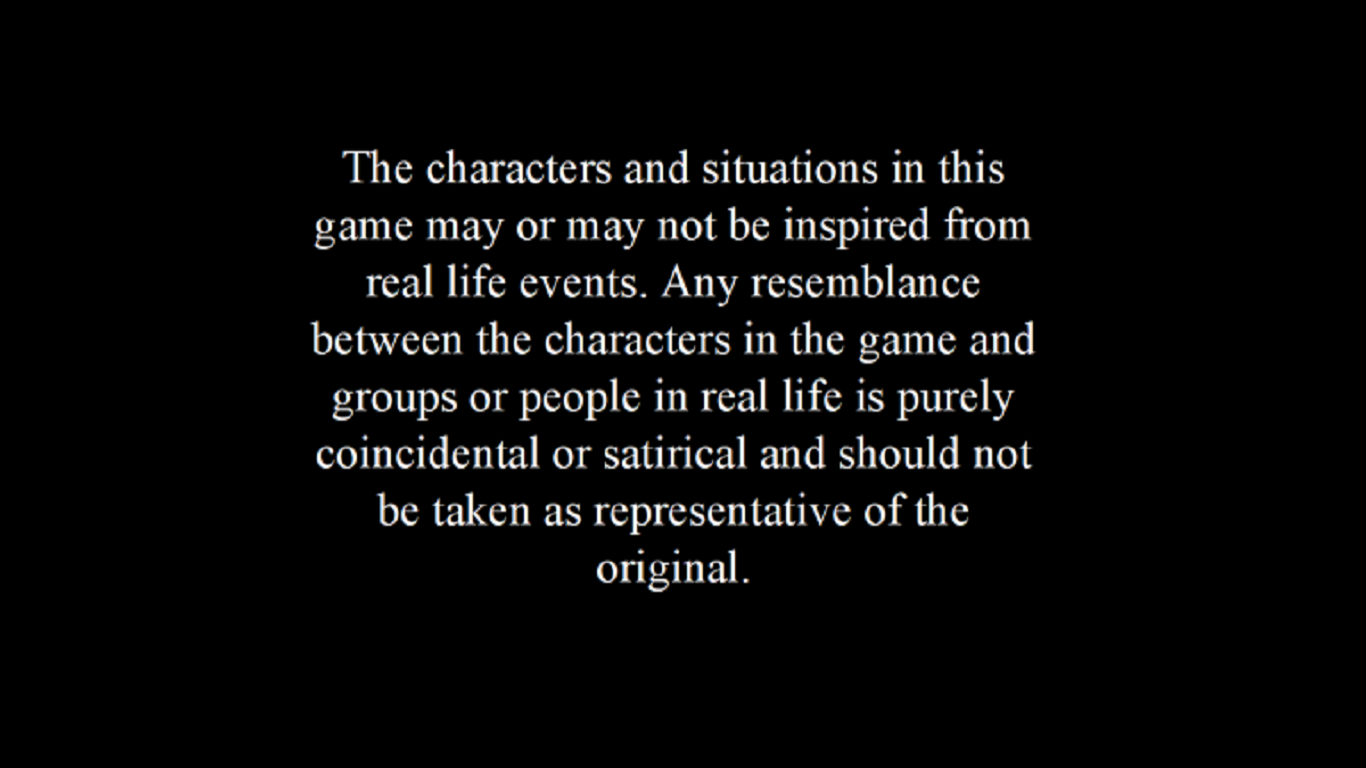 The characters and situations in this
game may or may not be inspired from
real life events. Any resemblance
between the characters in the game and
groups or people in real life is purely
coincidental or satirical and should not
be taken as representative of the
original.